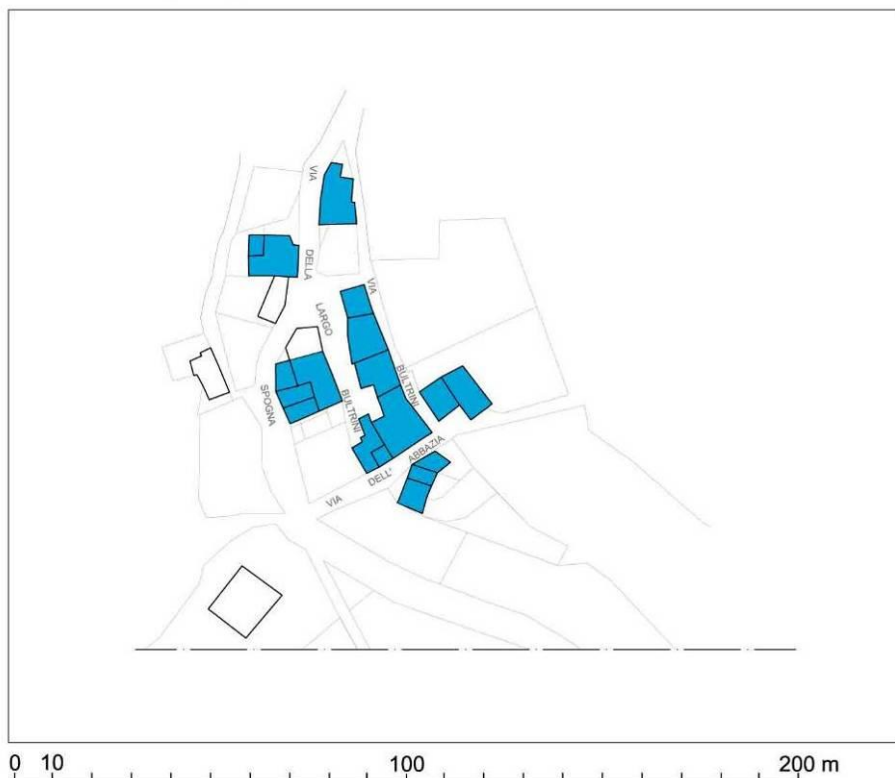 VIA
DELLA
VIA
LARGO
BULTRINI
SPOGNA
BULTRINI
ABBAZIA
DELL'
VIA
0 10 100 200 m